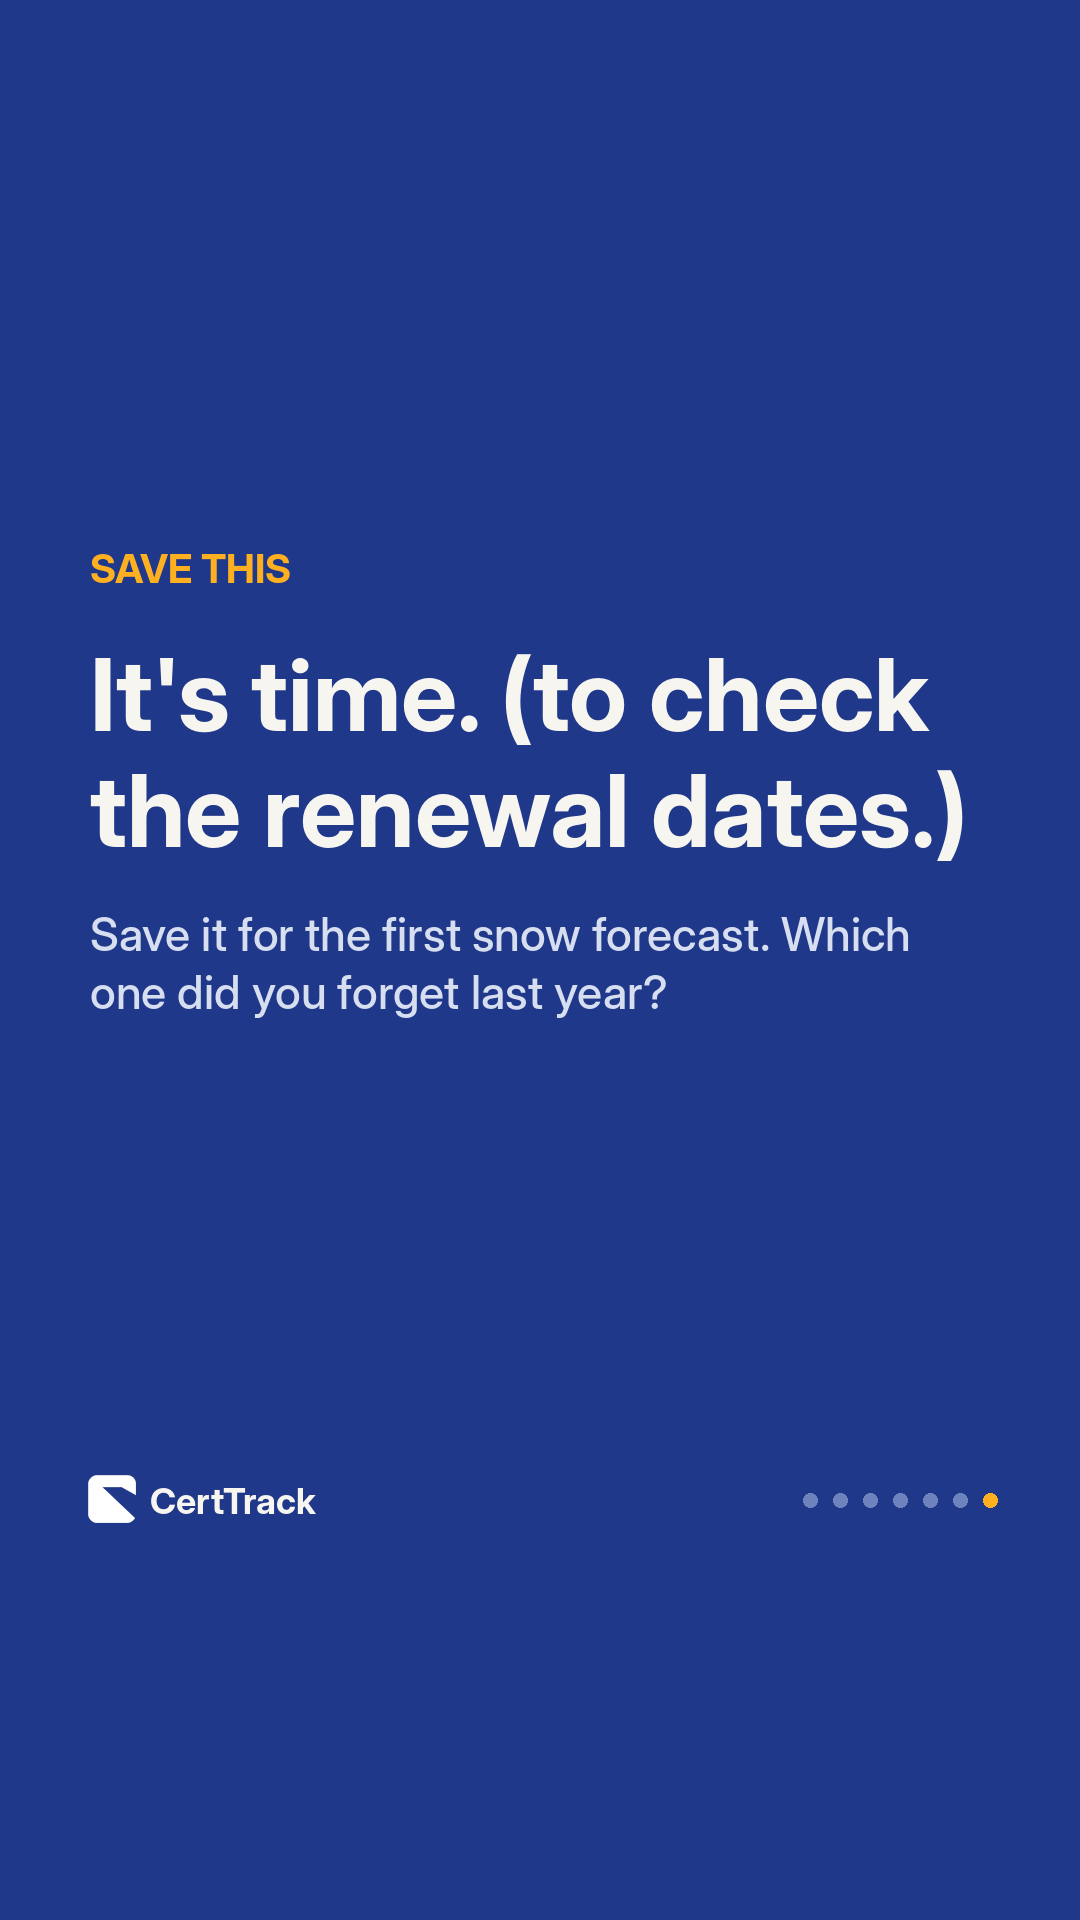 SAVE THIS
It's time. (to check
the renewal dates.)
Save it for the first snow forecast. Which
one did you forget last year?
CertTrack